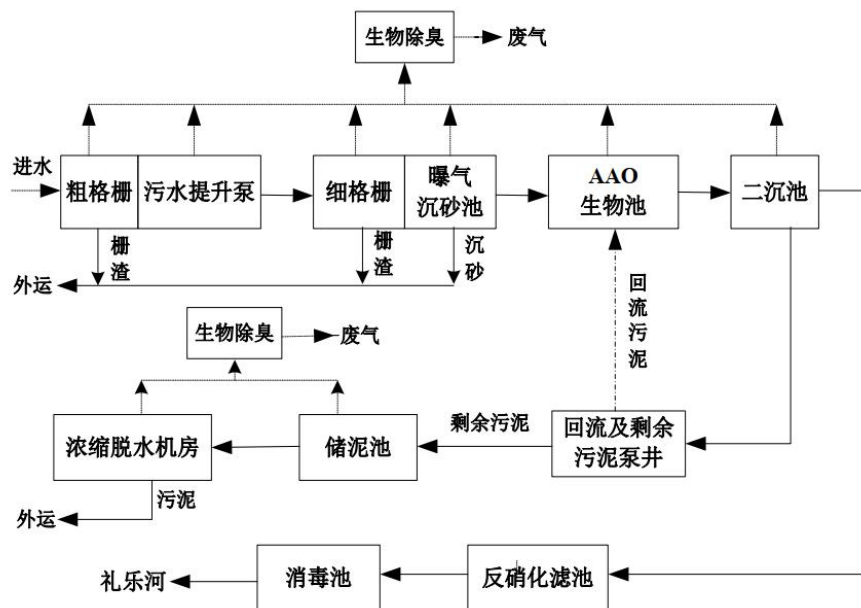 生物除臭
废气
进水
粗格栅
污水提升泵
细格栅
曝气
沉砂池
AAO
生物池
二沉池
栅渣
栅渣
沉砂
外运
回流污泥
生物除臭
废气
浓缩脱水机房
储泥池
剩余污泥
回流及剩余
污泥泵井
污泥
外运
礼乐河
消毒池
反硝化滤池